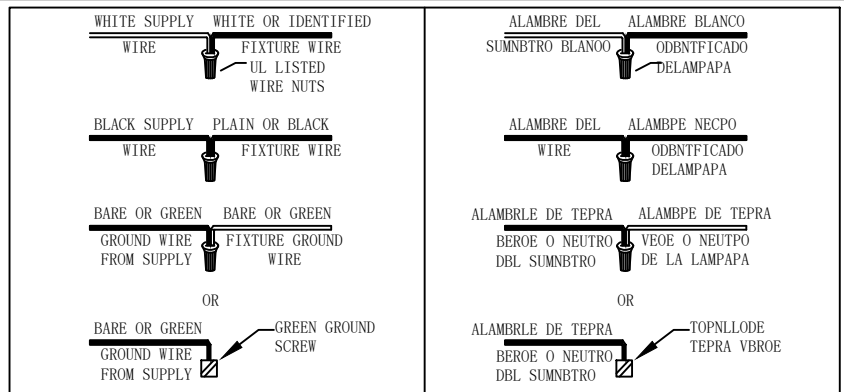 WHITE SUPPLY WHITE OR IDENTIFIED
WIRE FIXTURE WIRE
UL LISTED
WIRE NUTS
BLACK SUPPLY PLAIN OR BLACK
WIRE FIXTURE WIRE
BARE OR GREEN BARE OR GREEN
GROUND WIRE FIXTURE GROUND
FROM SUPPLY WIRE
OR
BARE OR GREEN GREEN GROUND
GROUND WIRE SCREW
FROM SUPPLY
ALAMBRE DEL ALAMBRE BLANCO
SUMNBTRO BLANOO ODBNTFICADO
DELAMPAPA
ALAMBRE DEL ALAMBPE NECPO
WIRE ODBNTFICADO
DELAMPAPA
ALAMBRLE DE TEPRA ALAMBPE DE TEPRA
BEROE O NEUTRO VEOE O NEUTPO
DBL SUMNBTRO DE LA LAMPAPA
OR
ALAMBRLE DE TEPRA TOPNLLODE
BEROE O NEUTRO TEPRA VBROE
DBL SUMNBTRO